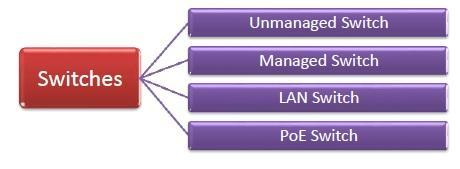 Switches
Unmanaged Switch
Managed Switch
LAN Switch
PoE Switch